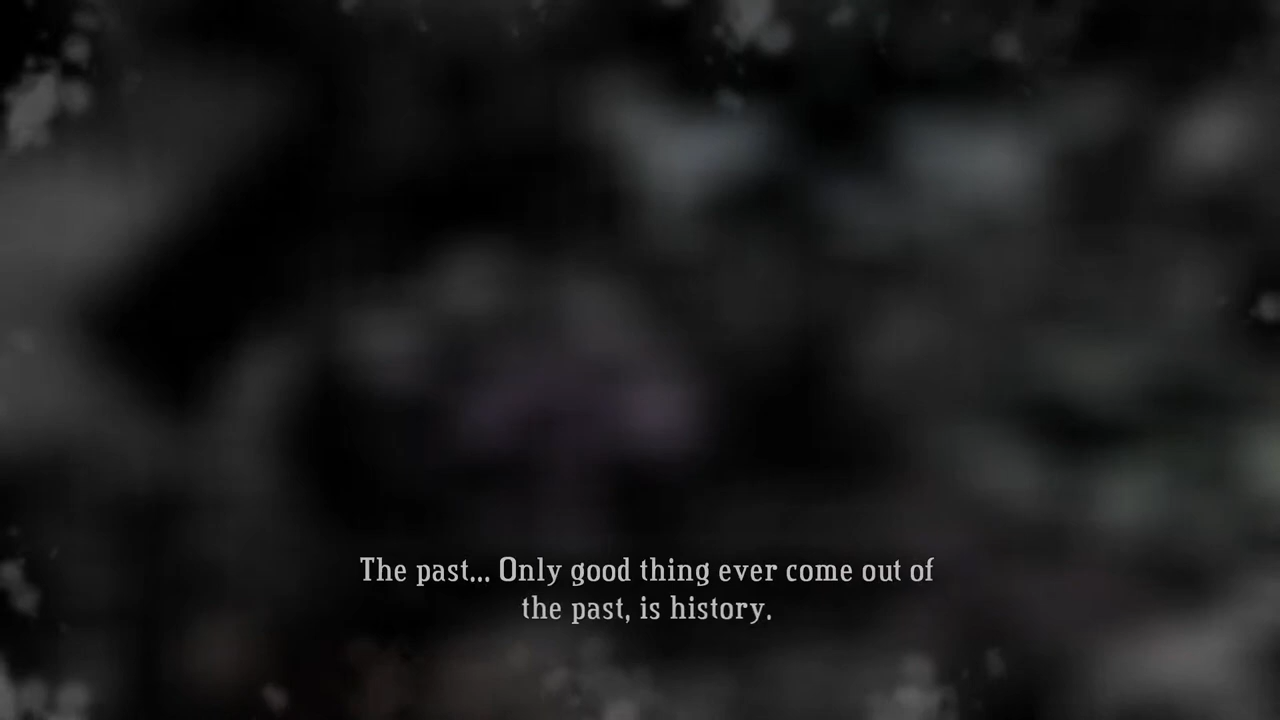 The past... Only good thing ever come out of
the past, is history.